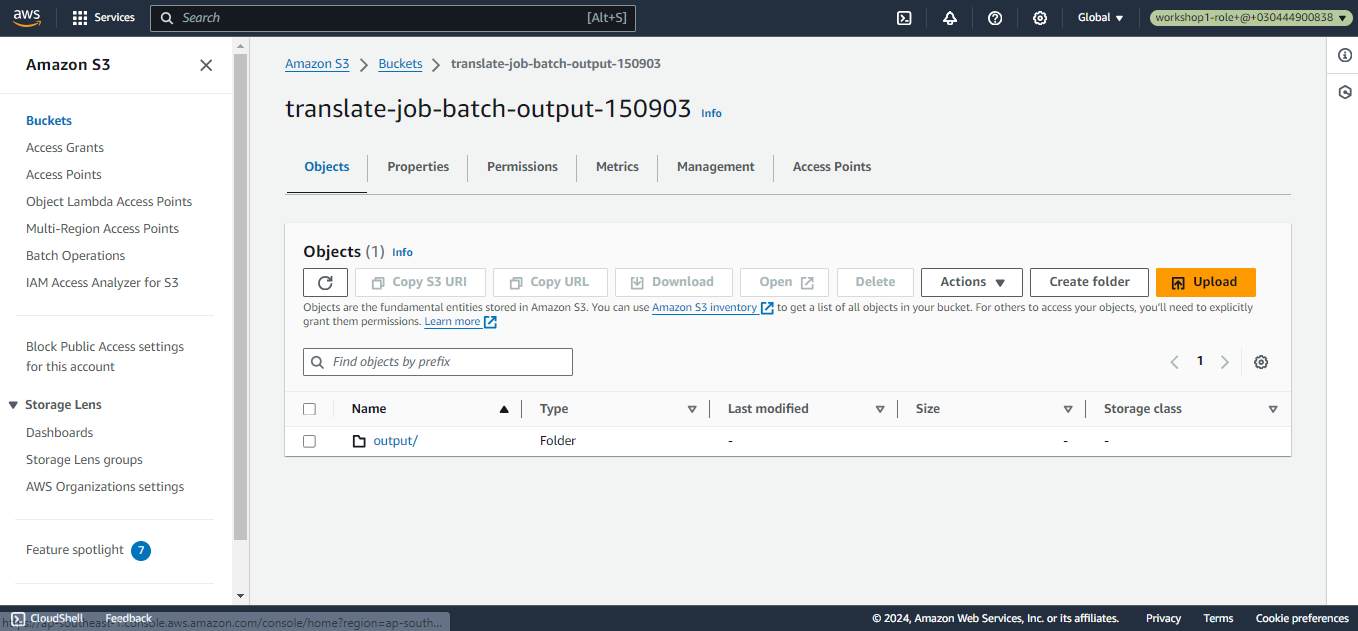 aws
Services
Search
[Alt+S]
Global
workshop1-role+@+030444900838
Amazon S3
Buckets
Access Grants
Access Points
Object Lambda Access Points
Multi-Region Access Points
Batch Operations
IAM Access Analyzer for S3
Block Public Access settings
for this account
Storage Lens
Dashboards
Storage Lens groups
AWS Organizations settings
Feature spotlight 7
Amazon S3 > Buckets > translate-job-batch-output-150903
translate-job-batch-output-150903 Info
Objects Properties Permissions Metrics Management Access Points
Objects (1) Info
Copy S3 URI Copy URL Download Open Delete Actions Create folder Upload
Objects are the fundamental entities stored in Amazon S3. You can use Amazon S3 inventory to get a list of all objects in your bucket. For others to access your objects, you'll need to explicitly
grant them permissions. Learn more
Find objects by prefix
1
Name Type Last modified Size Storage class
output/ Folder - - -
CloudShell Feedback
https://ap-southeast-1.console.aws.amazon.com/console/home?region=ap-south...
© 2024, Amazon Web Services, Inc. or its affiliates. Privacy Terms Cookie preferences